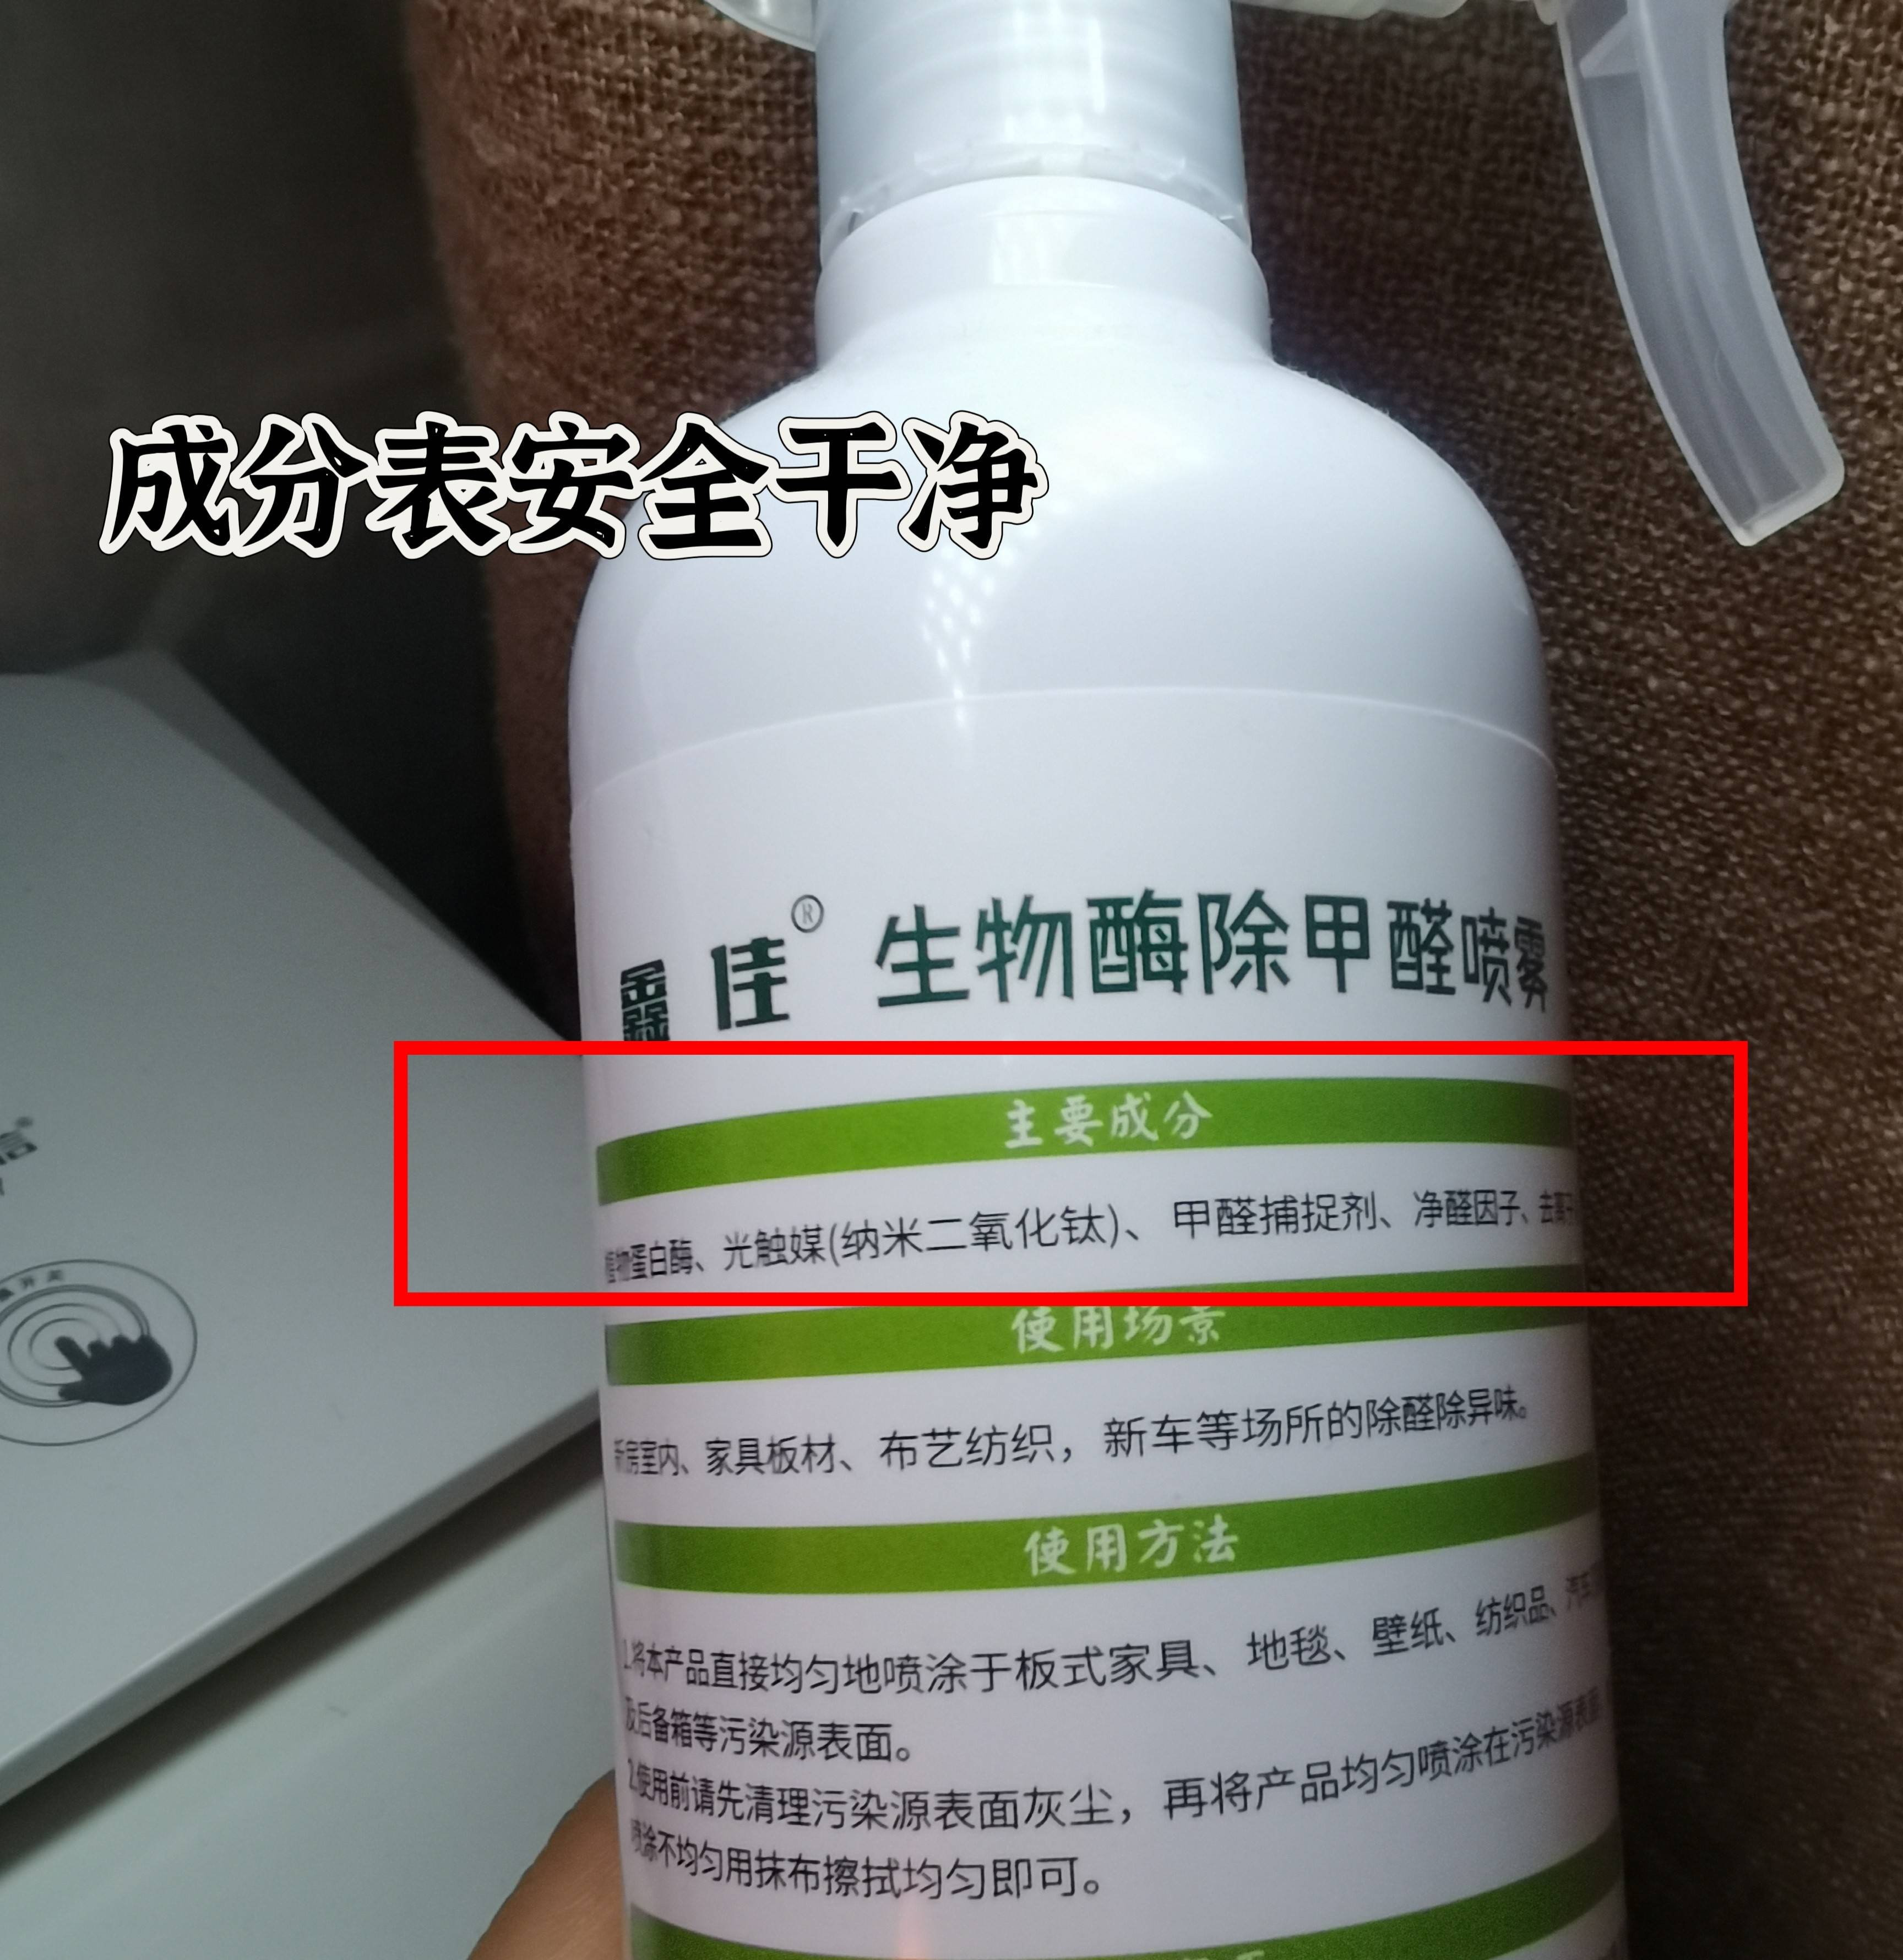 成分表安全干净
鑫佳® 生物酶除甲醛喷雾
主要成分
植物蛋白酶、光触媒(纳米二氧化钛)、甲醛捕捉剂、净醛因子、去离子
使用场景
新房室内、家具板材、布艺纺织，新车等场所的除醛除异味。
使用方法
1.将本产品直接均匀地喷涂于板式家具、地毯、壁纸、纺织品、汽车
及后备箱等污染源表面。
2.使用前请先清理污染源表面灰尘，再将产品均匀喷涂在污染源表面
喷涂不均匀用抹布擦拭均匀即可。